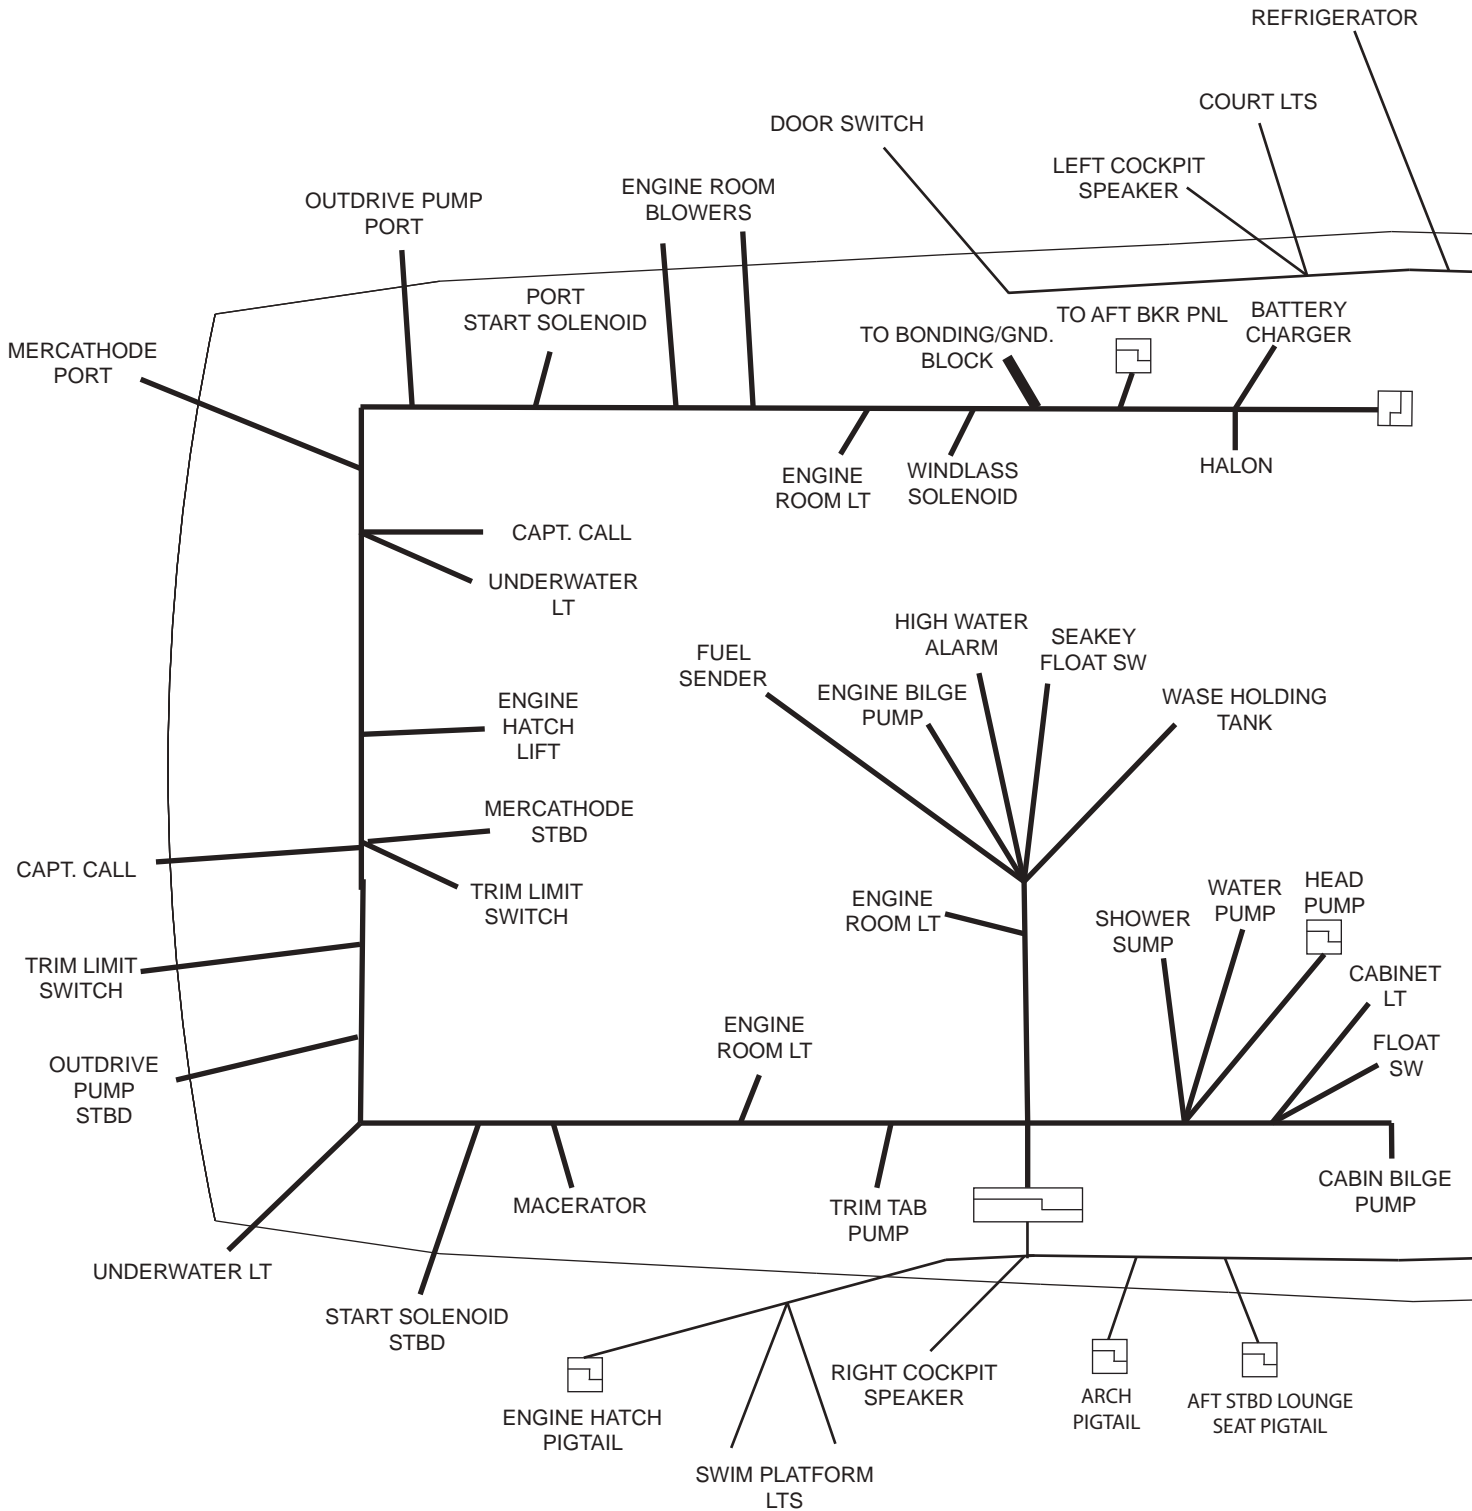 REFRIGERATOR
COURT LTS
DOOR SWITCH
LEFT COCKPIT
SPEAKER
ENGINE ROOM
BLOWERS
OUTDRIVE PUMP
PORT
PORT
START SOLENOID
TO BONDING/GND.
BLOCK
TO AFT BKR PNL
BATTERY
CHARGER
MERCATHODE
PORT
ENGINE
ROOM LT
WINDLASS
SOLENOID
HALON
CAPT. CALL
UNDERWATER
LT
HIGH WATER
ALARM
SEAKEY
FLOAT SW
FUEL
SENDER
ENGINE BILGE
PUMP
WASE HOLDING
TANK
ENGINE
HATCH
LIFT
MERCATHODE
STBD
CAPT. CALL
TRIM LIMIT
SWITCH
ENGINE
ROOM LT
SHOWER
SUMP
WATER
PUMP
HEAD
PUMP
CABINET
LT
FLOAT
SW
TRIM LIMIT
SWITCH
ENGINE
ROOM LT
OUTDRIVE
PUMP
STBD
MACERATOR
TRIM TAB
PUMP
CABIN BILGE
PUMP
UNDERWATER LT
START SOLENOID
STBD
RIGHT COCKPIT
SPEAKER
ARCH
PIGTAIL
AFT STBD LOUNGE
SEAT PIGTAIL
ENGINE HATCH
PIGTAIL
SWIM PLATFORM
LTS